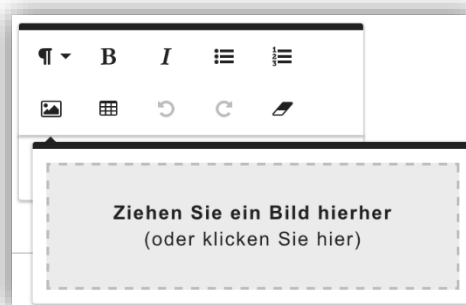 ¶ B I
Ziehen Sie ein Bild hierher
(oder klicken Sie hier)